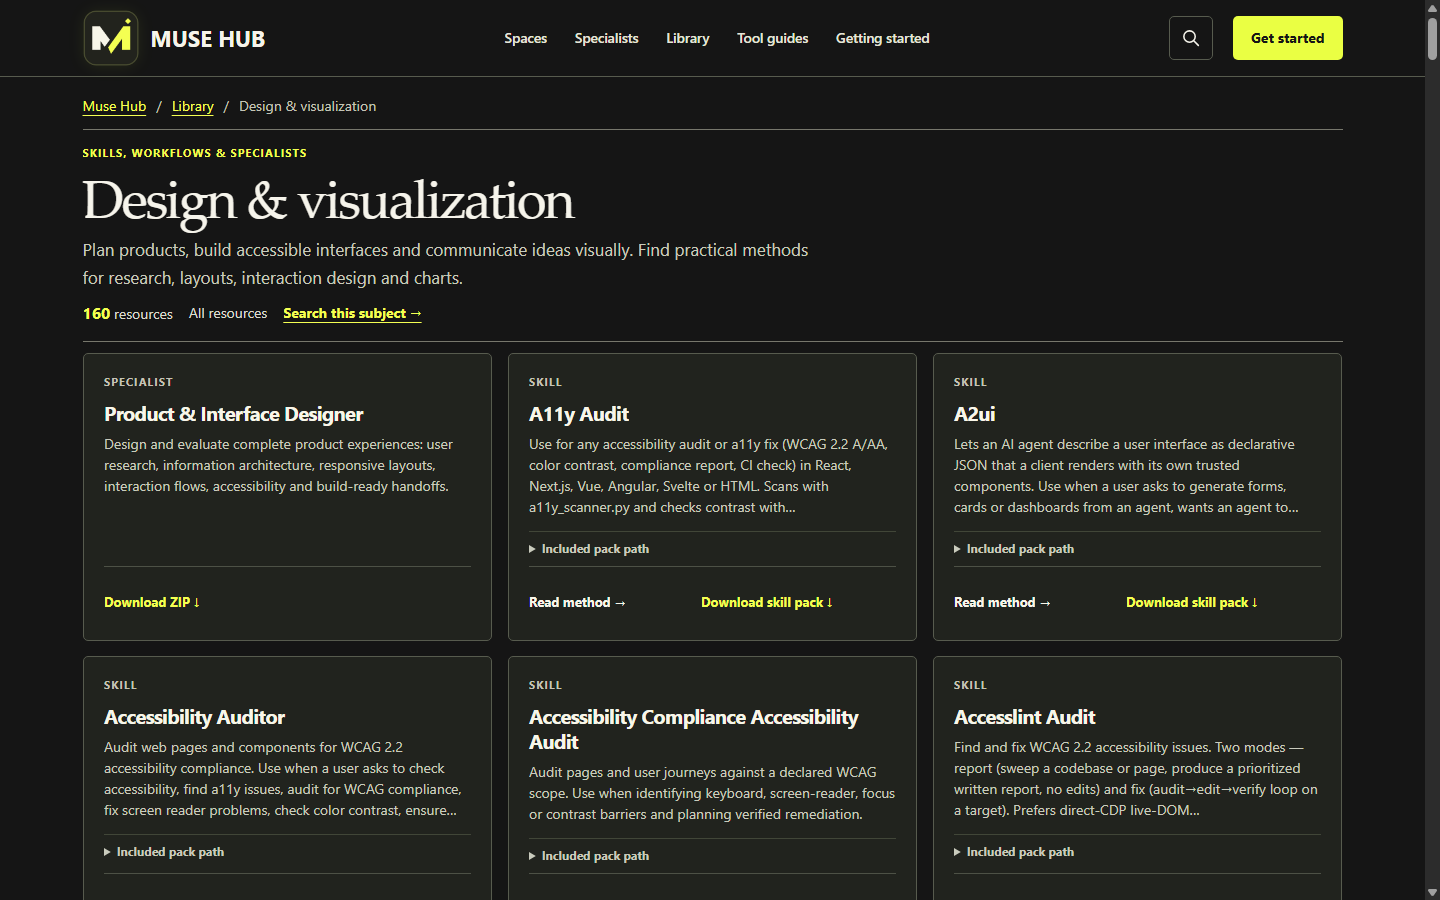 MUSE HUB
Spaces
Specialists
Library
Tool guides
Getting started
Get started
Muse Hub / Library / Design & visualization
SKILLS, WORKFLOWS & SPECIALISTS
Design & visualization
Plan products, build accessible interfaces and communicate ideas visually. Find practical methods
for research, layouts, interaction design and charts.
160 resources
All resources
Search this subject →
SPECIALIST
Product & Interface Designer
Design and evaluate complete product experiences: user
research, information architecture, responsive layouts,
interaction flows, accessibility and build-ready handoffs.
Download ZIP ↓
SKILL
A11y Audit
Use for any accessibility audit or a11y fix (WCAG 2.2 A/AA,
color contrast, compliance report, CI check) in React,
Next.js, Vue, Angular, Svelte or HTML. Scans with
a11y_scanner.py and checks contrast with...
Included pack path
Read method →
Download skill pack ↓
SKILL
A2ui
Lets an AI agent describe a user interface as declarative
JSON that a client renders with its own trusted
components. Use when a user asks to generate forms,
cards or dashboards from an agent, wants an agent to...
Included pack path
Read method →
Download skill pack ↓
SKILL
Accessibility Auditor
Audit web pages and components for WCAG 2.2
accessibility compliance. Use when a user asks to check
accessibility, find a11y issues, audit for WCAG compliance,
fix screen reader problems, check color contrast, ensure...
Included pack path
SKILL
Accessibility Compliance Accessibility
Audit
Audit pages and user journeys against a declared WCAG
scope. Use when identifying keyboard, screen-reader, focus
or contrast barriers and planning verified remediation.
Included pack path
SKILL
Accesslint Audit
Find and fix WCAG 2.2 accessibility issues. Two modes —
report (sweep a codebase or page, produce a prioritized
written report, no edits) and fix (audit→edit→verify loop on
a target). Prefers direct-CDP live-DOM...
Included pack path